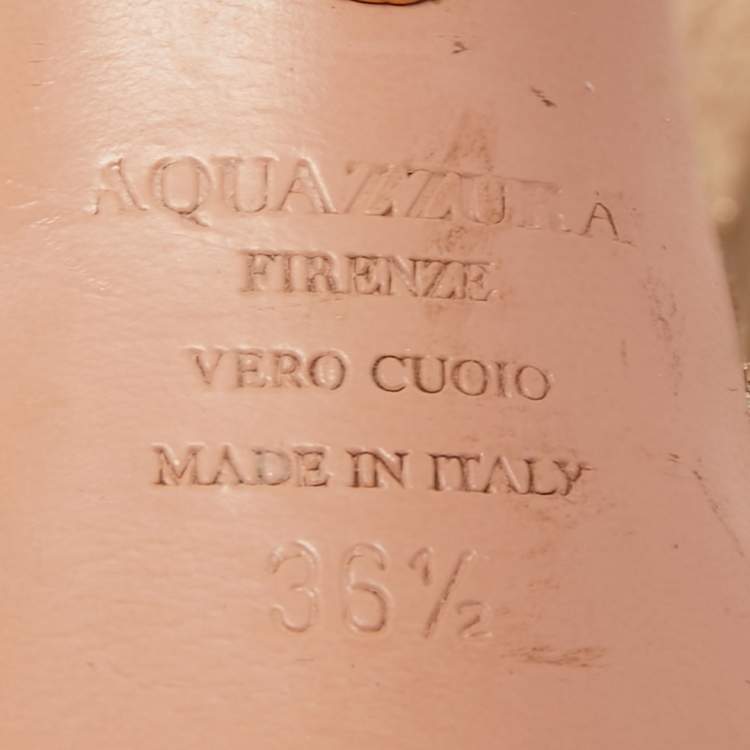 AQUAZZURA
FIRENZE
VERO CUOIO
MADE IN ITALY
36½